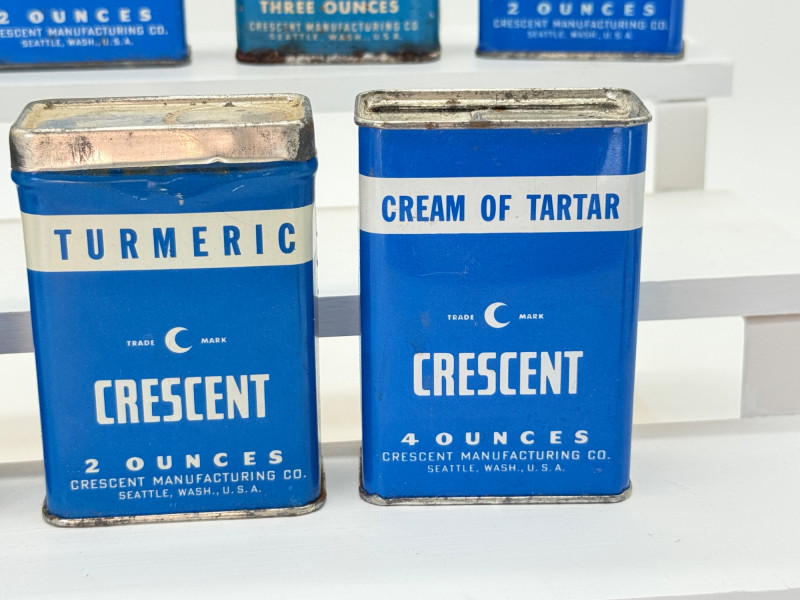 2 OUNCES
CRESCENT MANUFACTURING CO.
SEATTLE, WASH., U.S.A.
THREE OUNCES
CRESCENT MANUFACTURING CO
SEATTLE, WASH., U.S.A.
2 OUNCES
CRESCENT MANUFACTURING CO.
SEATTLE, WASH., U.S.A.
TURMERIC
TRADE MARK
CRESCENT
2 OUNCES
CRESCENT MANUFACTURING CO.
SEATTLE, WASH., U.S.A.
CREAM OF TARTAR
TRADE MARK
CRESCENT
4 OUNCES
CRESCENT MANUFACTURING CO.
SEATTLE, WASH., U.S.A.